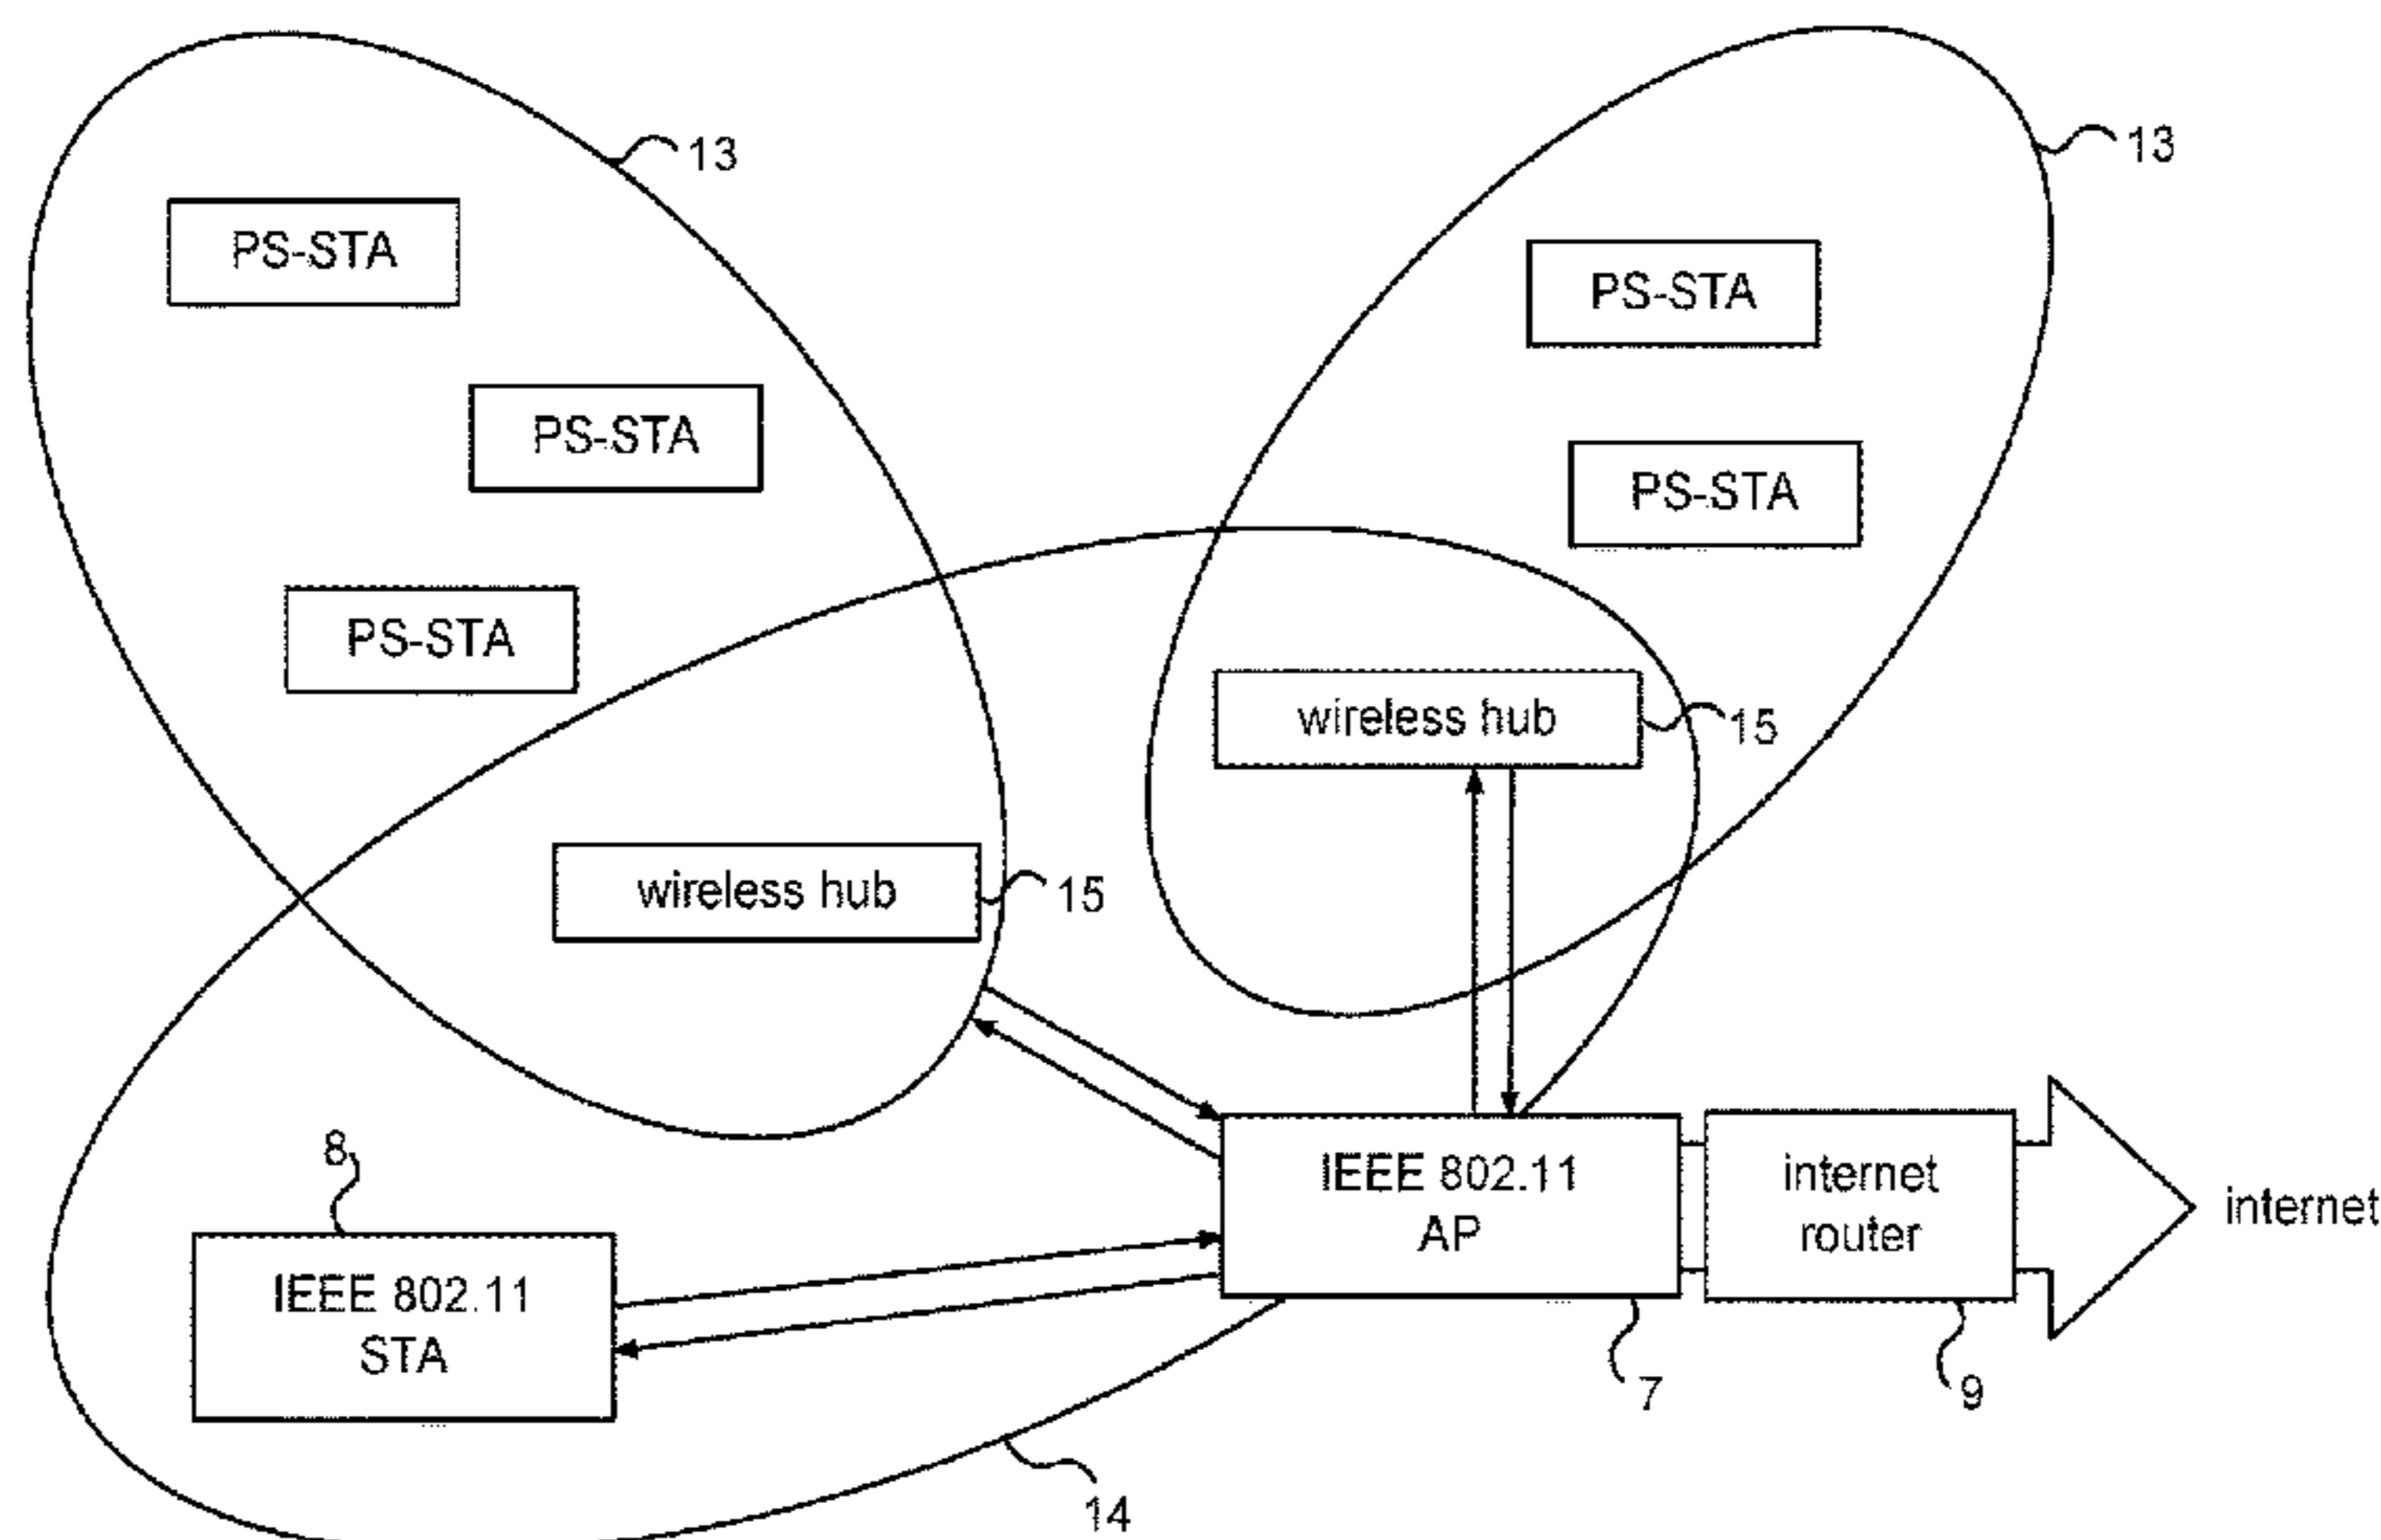 13
13
PS-STA
PS-STA
PS-STA
PS-STA
PS-STA
wireless hub
15
wireless hub
15
8
IEEE 802.11
AP
internet
router
internet
IEEE 802.11
STA
7
9
14